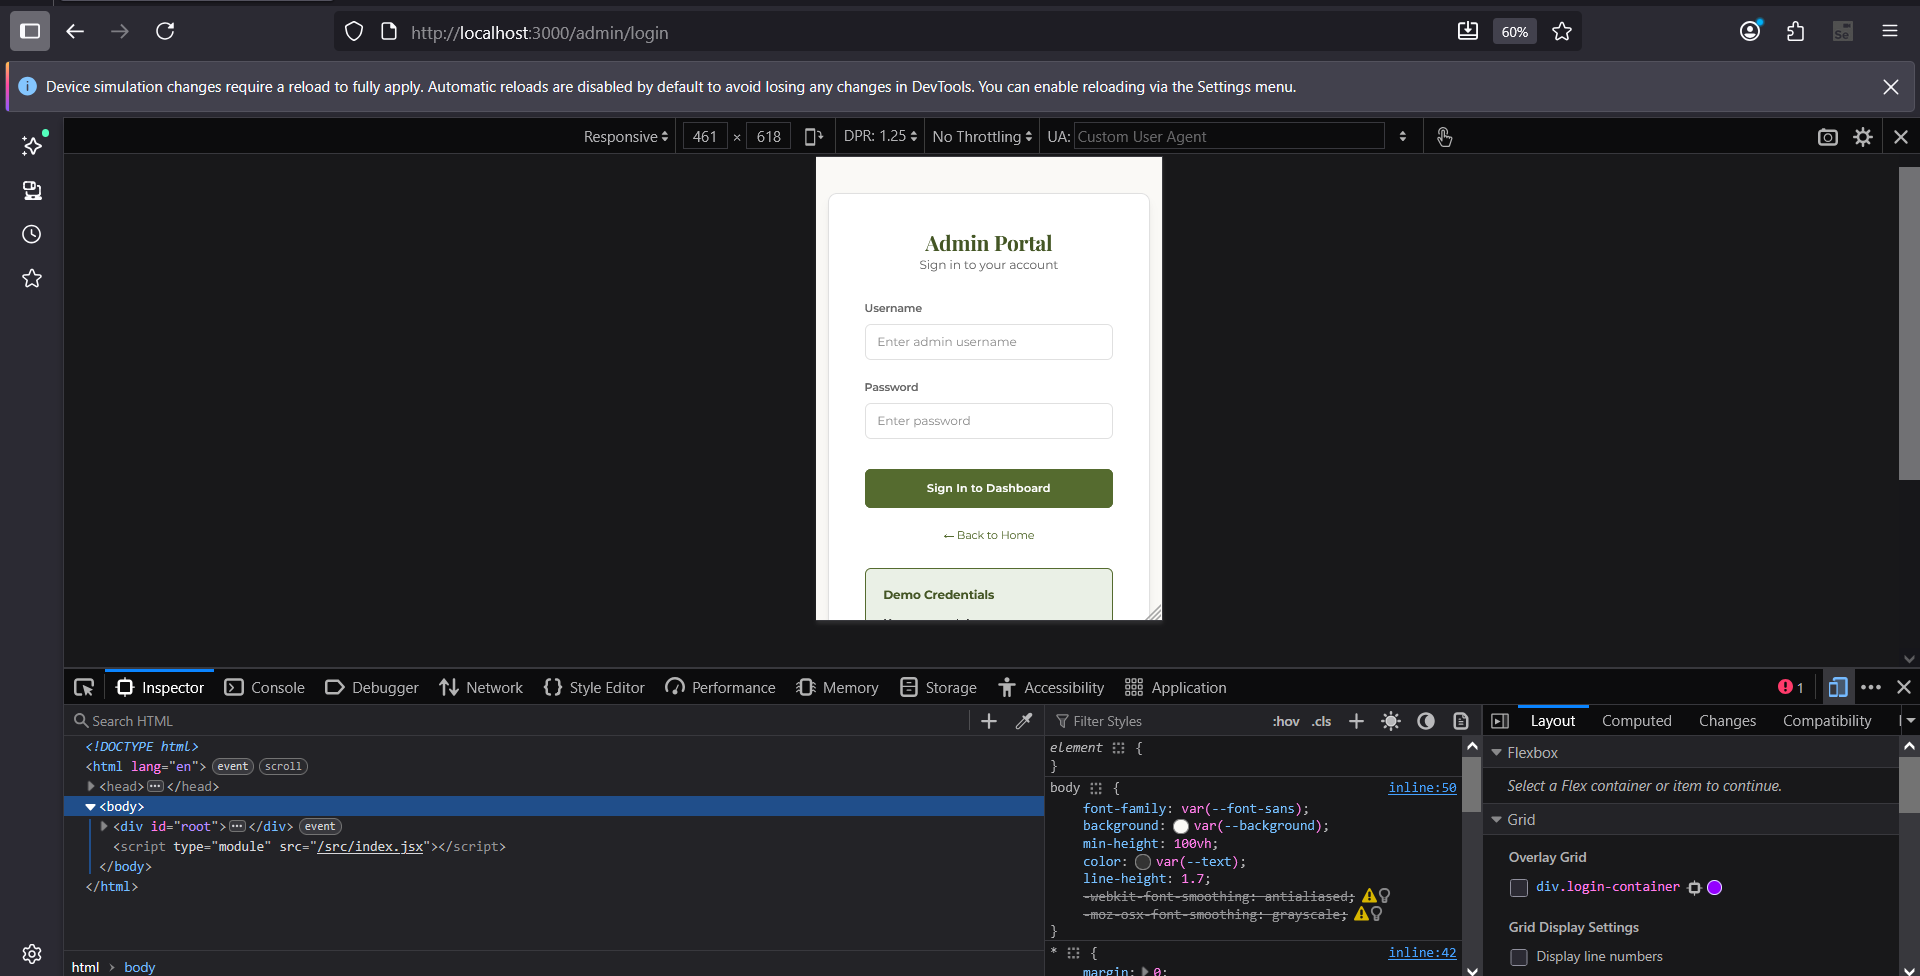 http://localhost:3000/admin/login
60%
Se
Device simulation changes require a reload to fully apply. Automatic reloads are disabled by default to avoid losing any changes in DevTools. You can enable reloading via the Settings menu.
Responsive
461 × 618
DPR: 1.25
No Throttling
UA: Custom User Agent
Admin Portal
Sign in to your account
Username
Enter admin username
Password
Enter password
Sign In to Dashboard
← Back to Home
Demo Credentials
Inspector
Console
Debugger
Network
Style Editor
Performance
Memory
Storage
Accessibility
Application
1
Search HTML
<!DOCTYPE html>
<html lang="en"> event scroll
<head> ••• </head>
<body>
<div id="root"> ••• </div> event
<script type="module" src="/src/index.jsx"></script>
</body>
</html>
html > body
Filter Styles
:hov .cls
element {
}
body { inline:50
font-family: var(--font-sans);
background: var(--background);
min-height: 100vh;
color: var(--text);
line-height: 1.7;
-webkit-font-smoothing: antialiased;
-moz-osx-font-smoothing: grayscale;
}
* { inline:42
margin: 0;
Layout
Computed
Changes
Compatibility
Flexbox
Select a Flex container or item to continue.
Grid
Overlay Grid
div.login-container
Grid Display Settings
Display line numbers